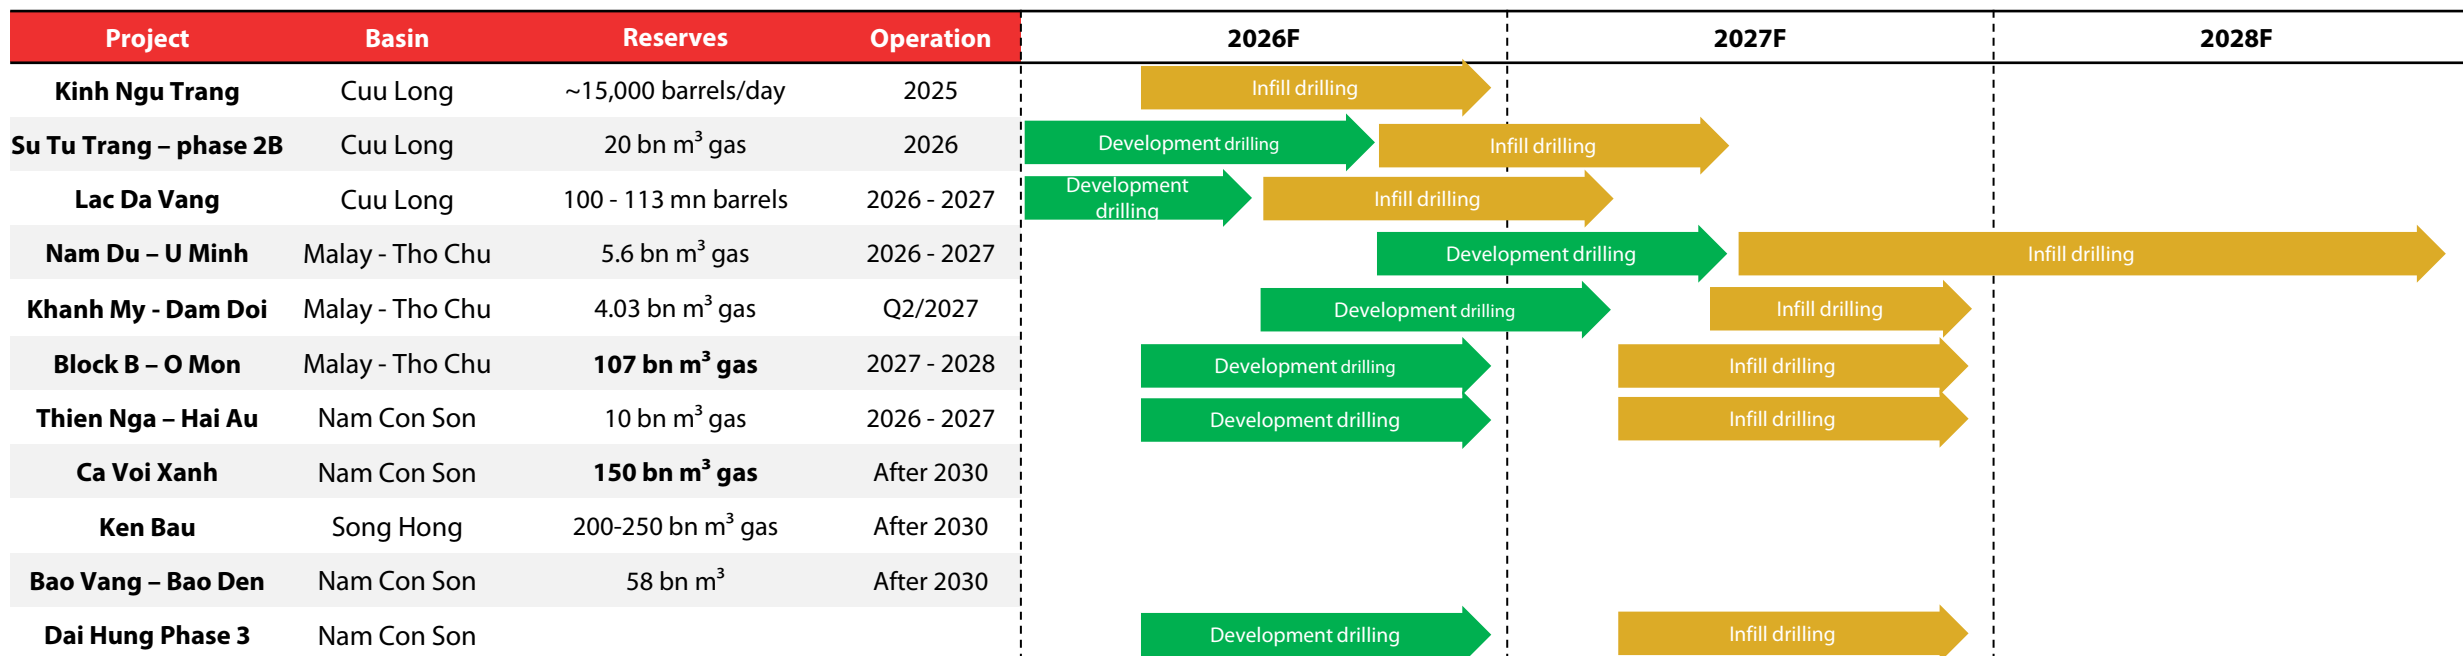 Project Basin Reserves Operation 2026F 2027F 2028F
Kinh Ngu Trang Cuu Long ~15,000 barrels/day 2025 Infill drilling
Su Tu Trang – phase 2B Cuu Long 20 bn m³ gas 2026 Development drilling Infill drilling
Lac Da Vang Cuu Long 100 - 113 mn barrels 2026 - 2027 Development drilling Infill drilling
Nam Du – U Minh Malay - Tho Chu 5.6 bn m³ gas 2026 - 2027 Development drilling Infill drilling
Khanh My - Dam Doi Malay - Tho Chu 4.03 bn m³ gas Q2/2027 Development drilling Infill drilling
Block B – O Mon Malay - Tho Chu 107 bn m³ gas 2027 - 2028 Development drilling Infill drilling
Thien Nga – Hai Au Nam Con Son 10 bn m³ gas 2026 - 2027 Development drilling Infill drilling
Ca Voi Xanh Nam Con Son 150 bn m³ gas After 2030
Ken Bau Song Hong 200-250 bn m³ gas After 2030
Bao Vang – Bao Den Nam Con Son 58 bn m³ After 2030
Dai Hung Phase 3 Nam Con Son Development drilling Infill drilling